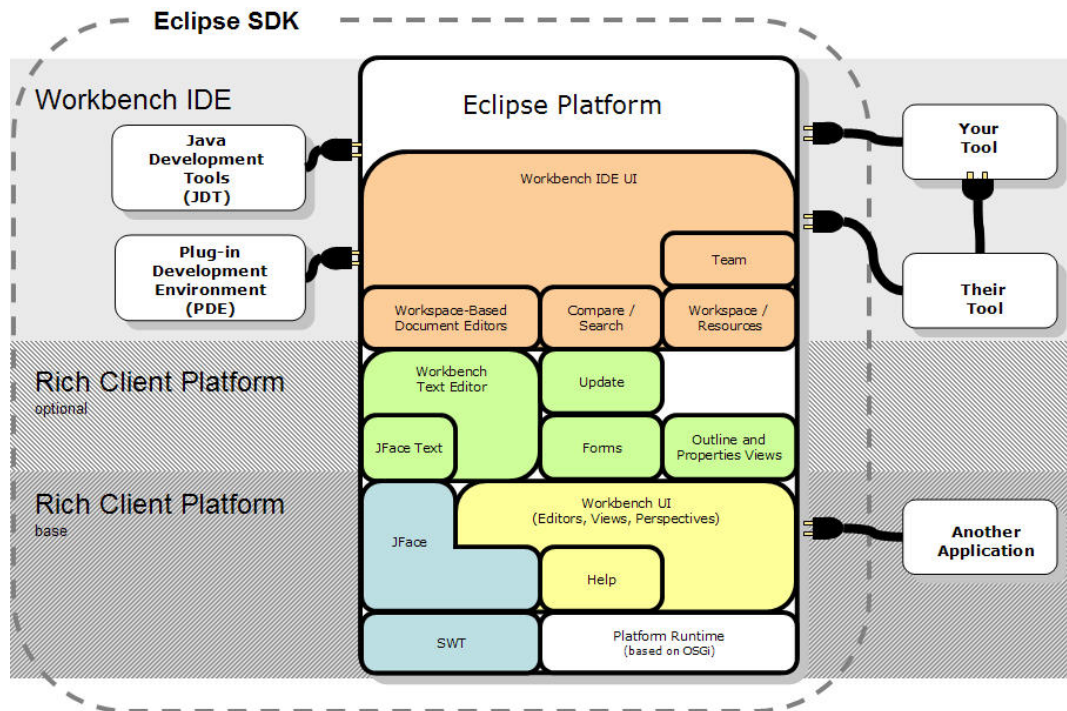 Eclipse SDK
Workbench IDE
Eclipse Platform
Java
Development
Tools
(JDT)
Your
Tool
Workbench IDE UI
Plug-in
Development
Environment
(PDE)
Team
Their
Tool
Workspace-Based
Document Editors
Compare /
Search
Workspace /
Resources
Rich Client Platform
optional
Workbench
Text Editor
Update
JFace Text
Forms
Outline and
Properties Views
Rich Client Platform
base
Workbench UI
(Editors, Views, Perspectives)
JFace
Another
Application
Help
SWT
Platform Runtime
(based on OSGi)